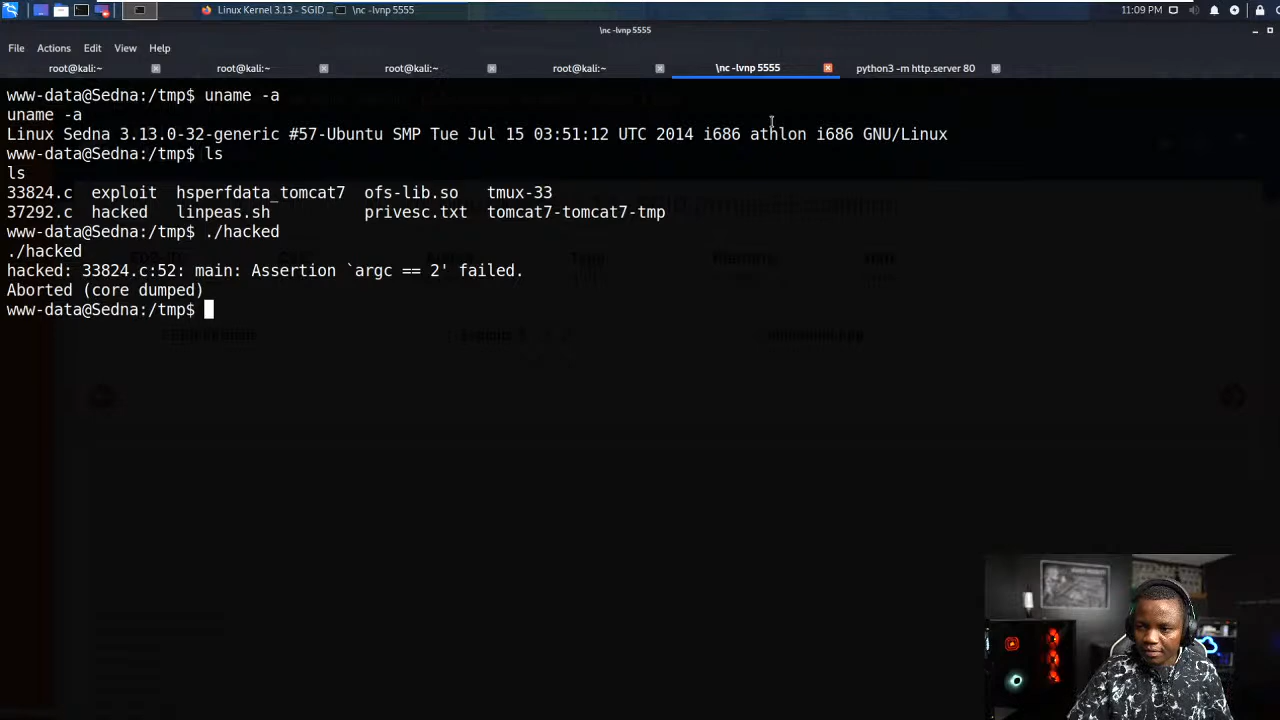 Linux Kernel 3.13 - SGID ...
\nc -lvnp 5555
11:09 PM
\nc -lvnp 5555
File Actions Edit View Help
root@kali:~ root@kali:~ root@kali:~ root@kali:~ \nc -lvnp 5555 python3 -m http.server 80
www-data@Sedna:/tmp$ uname -a
uname -a
Linux Sedna 3.13.0-32-generic #57-Ubuntu SMP Tue Jul 15 03:51:12 UTC 2014 i686 athlon i686 GNU/Linux
www-data@Sedna:/tmp$ ls
ls
33824.c exploit hsperfdata_tomcat7 ofs-lib.so tmux-33
37292.c hacked linpeas.sh privesc.txt tomcat7-tomcat7-tmp
www-data@Sedna:/tmp$ ./hacked
./hacked
hacked: 33824.c:52: main: Assertion `argc == 2' failed.
Aborted (core dumped)
www-data@Sedna:/tmp$